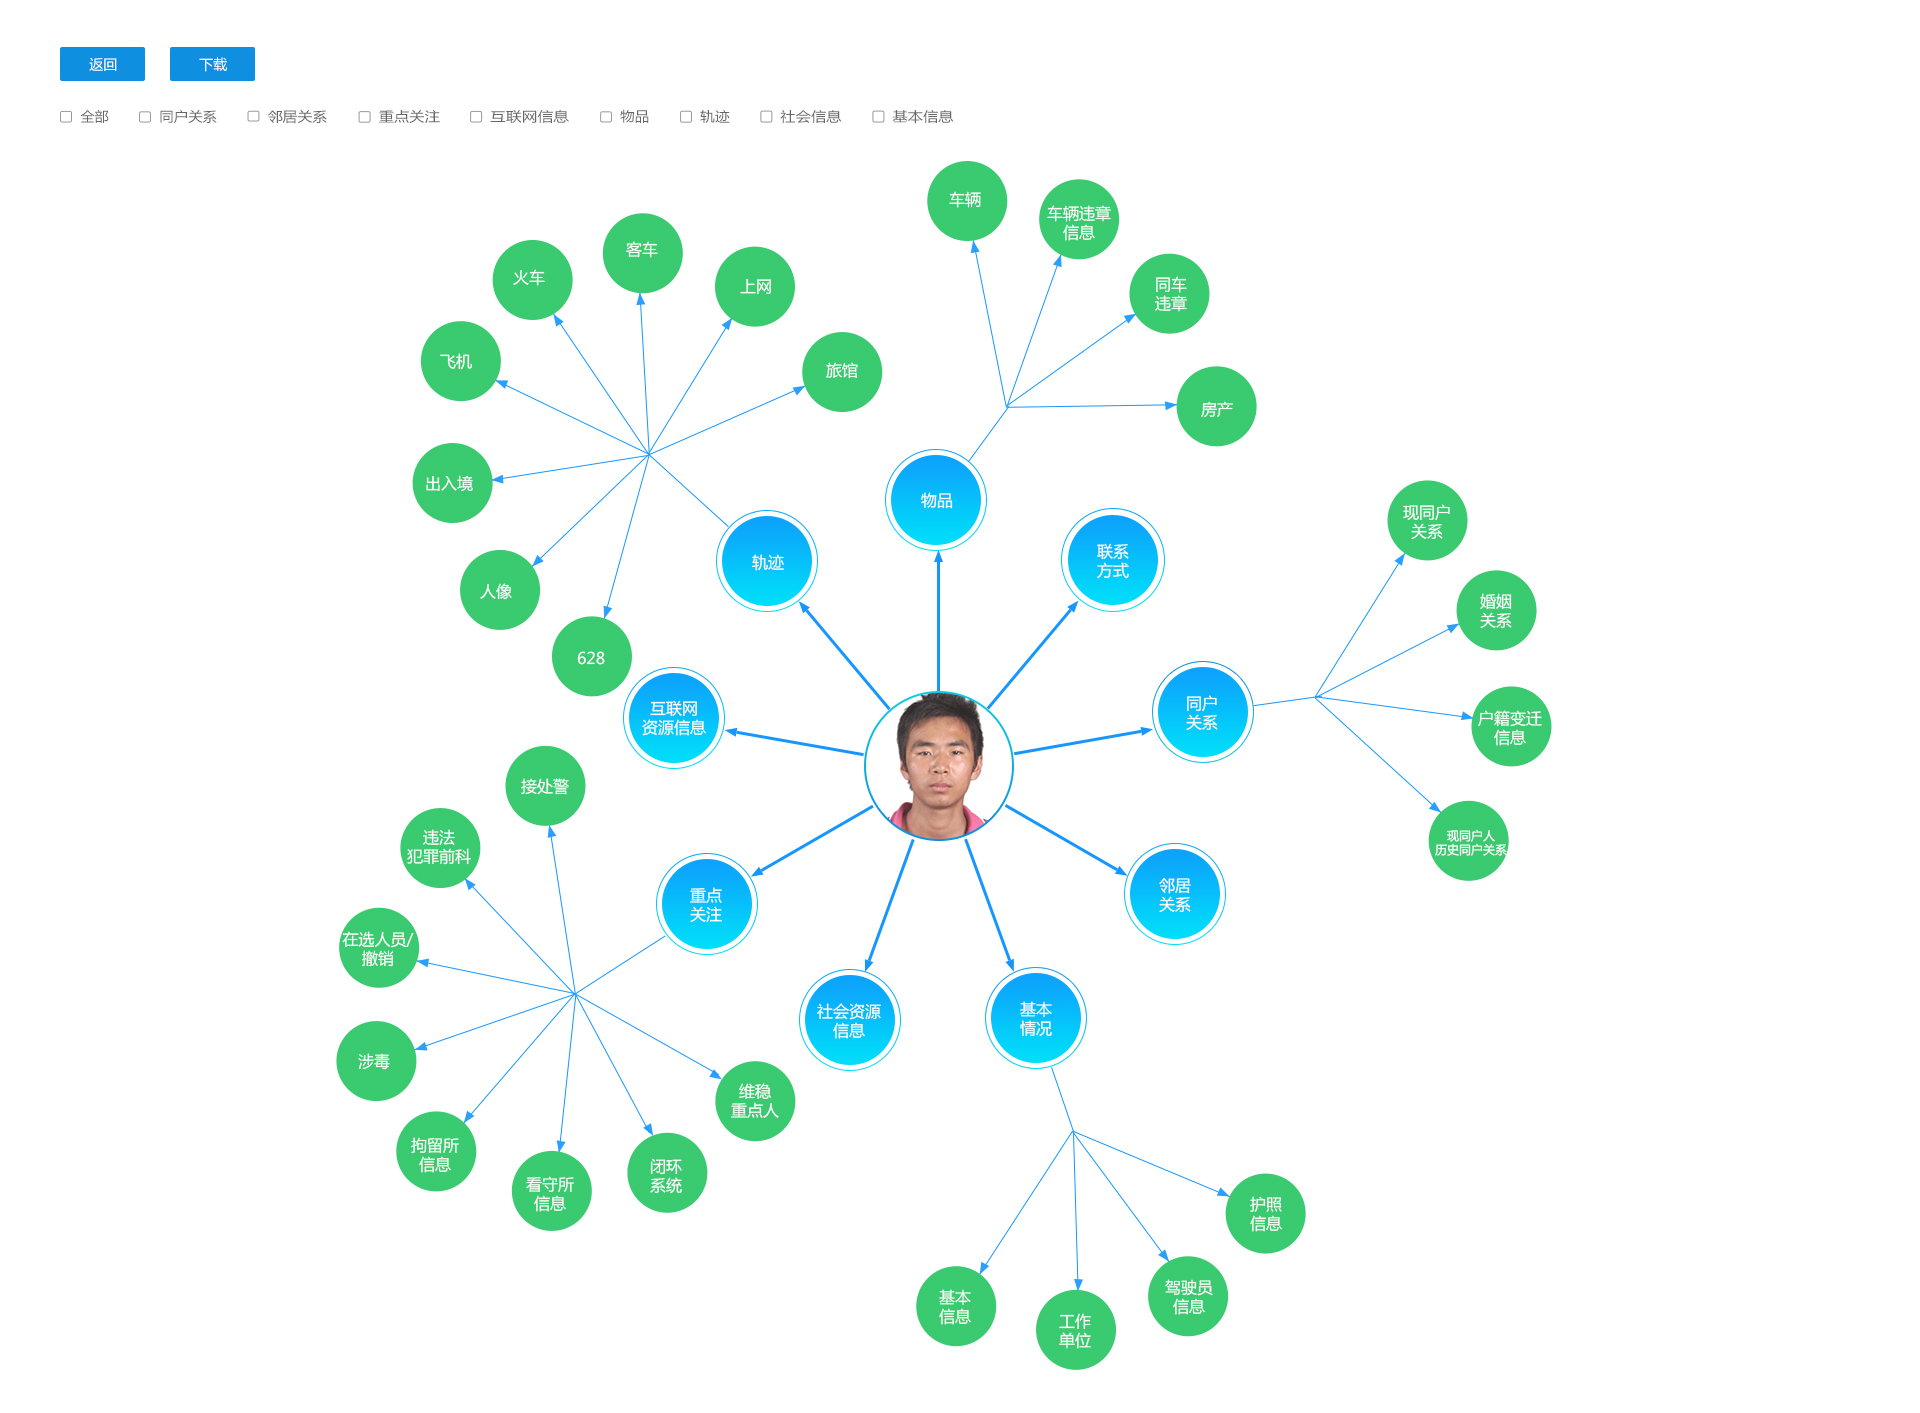 返回
下载
全部
同户关系
邻居关系
重点关注
互联网信息
物品
轨迹
社会信息
基本信息
车辆
车辆违章
信息
同车
违章
房产
客车
火车
上网
飞机
旅馆
出入境
人像
628
物品
轨迹
联系
方式
现同户
关系
婚姻
关系
户籍变迁
信息
现同户人
历史同户关系
同户
关系
互联网
资源信息
接处警
违法
犯罪前科
在选人员/
撤销
涉毒
拘留所
信息
看守所
信息
闭环
系统
维稳
重点人
重点
关注
邻居
关系
社会资源
信息
基本
情况
护照
信息
驾驶员
信息
工作
单位
基本
信息